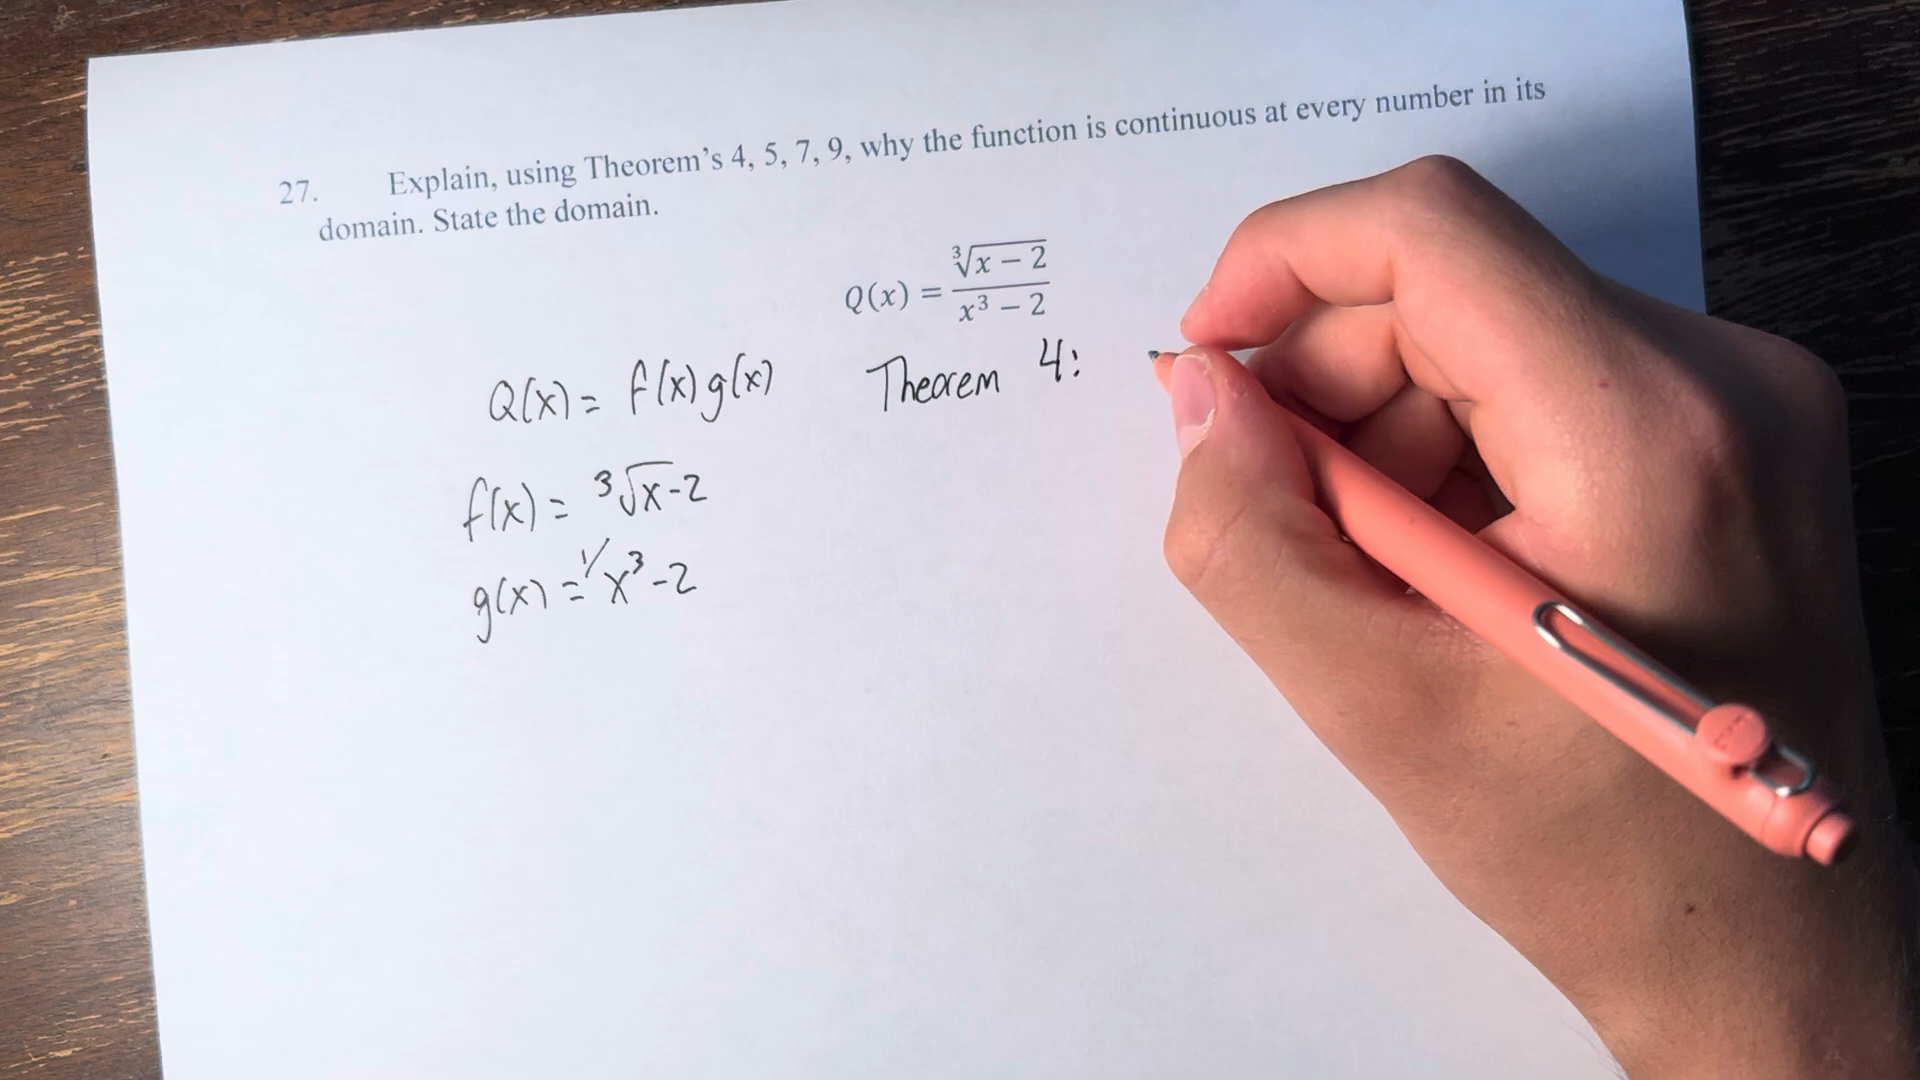 27. Explain, using Theorem's 4, 5, 7, 9, why the function is continuous at every number in its
domain. State the domain.
Q(x) = ∛(x − 2) / (x³ − 2)
Q(x) = f(x) g(x) Theorem 4:
f(x) = ³√x-2
g(x) = 1/x³-2